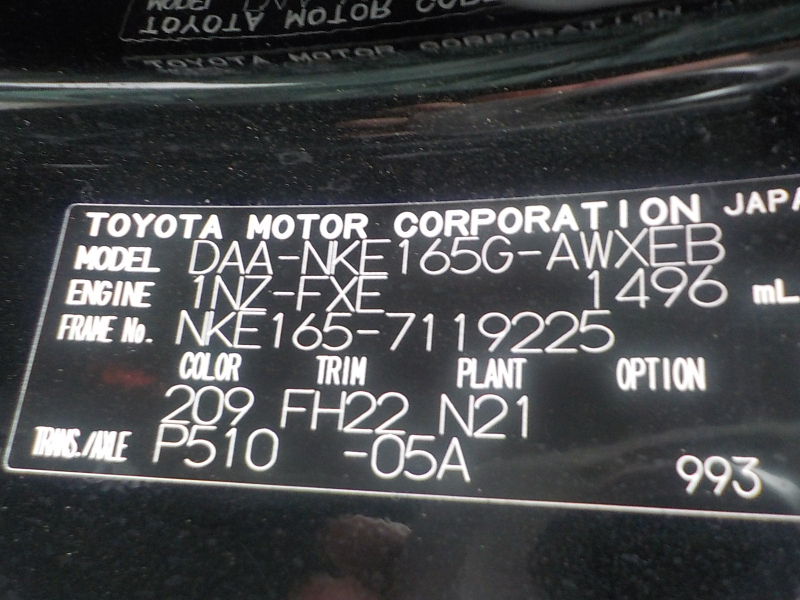 TOYOTA MOTOR CORPORATION JAPA
MODEL DAA-NKE165G-AWXEB
ENGINE 1NZ-FXE 1496 mL
FRAME No. NKE165-7119225
COLOR TRIM PLANT OPTION
209 FH22 N21
TRANS./AXLE P510 -05A 993